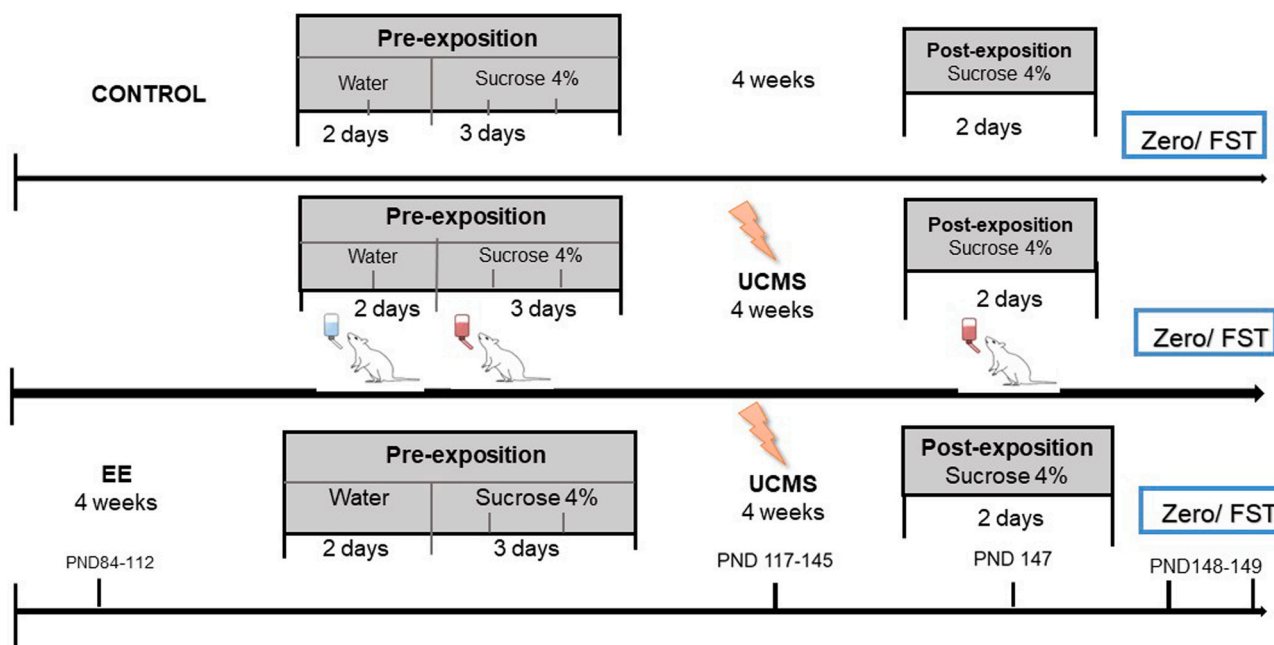 Pre-exposition
Water
Sucrose 4%
2 days
3 days
CONTROL
4 weeks
Post-exposition
Sucrose 4%
2 days
Zero/ FST
Pre-exposition
Water
Sucrose 4%
2 days
3 days
UCMS
4 weeks
Post-exposition
Sucrose 4%
2 days
Zero/ FST
EE
4 weeks
PND84-112
Pre-exposition
Water
Sucrose 4%
2 days
3 days
UCMS
4 weeks
PND 117-145
Post-exposition
Sucrose 4%
2 days
PND 147
Zero/ FST
PND148-149